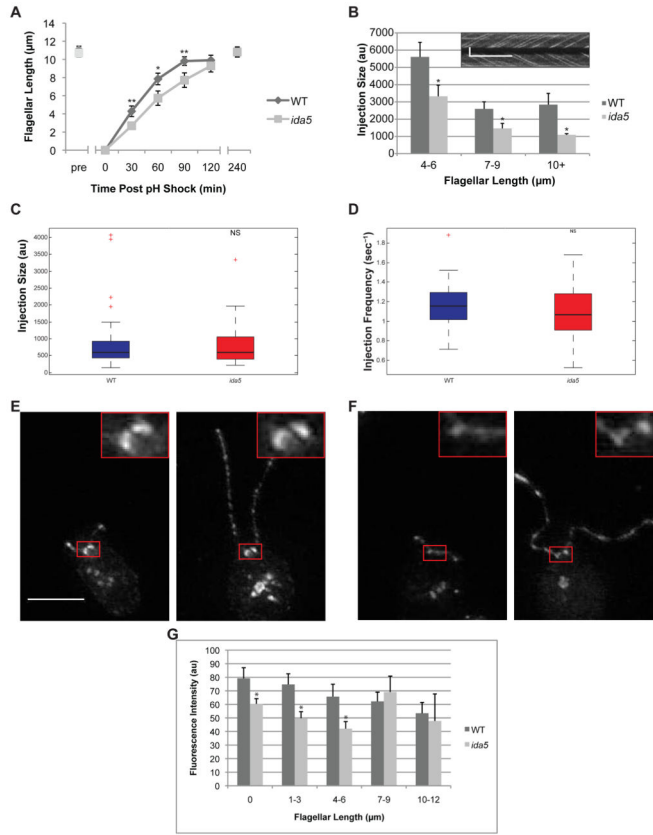 A
Flagellar Length (µm)
14
12
10
8
6
4
2
0
**
**
*
**
WT
ida5
pre
0
30
60
90
120
240
Time Post pH Shock (min)
B
Injection Size (au)
7000
6000
5000
4000
3000
2000
1000
0
*
*
*
WT
ida5
4-6
7-9
10+
Flagellar Length (µm)
C
NS
Injection Size (au)
4000
3500
3000
2500
2000
1500
1000
500
0
WT
ida5
D
NS
Injection Frequency (sec⁻¹)
1.8
1.6
1.4
1.2
1
0.8
0.6
WT
ida5
E
F
G
Fluorescence Intensity (au)
100
90
80
70
60
50
40
30
20
10
0
*
*
*
WT
ida5
0
1-3
4-6
7-9
10-12
Flagellar Length (µm)